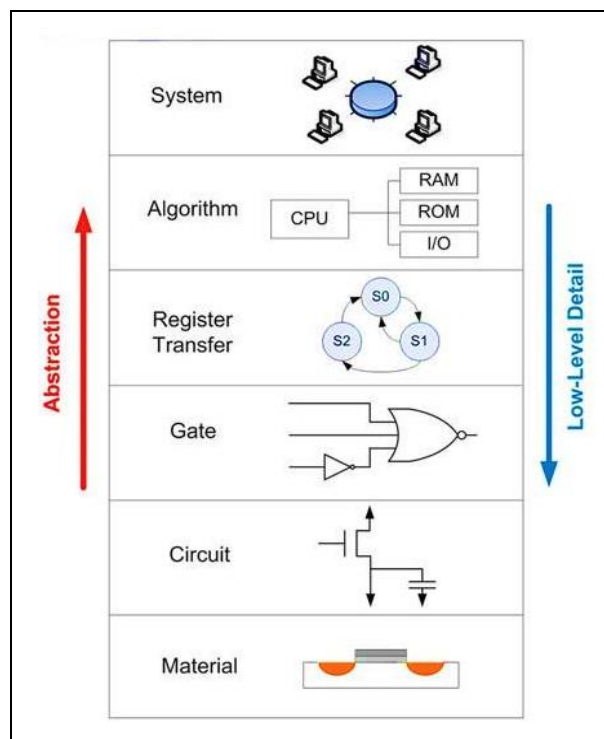 System
Algorithm
CPU
RAM
ROM
I/O
Abstraction
Low-Level Detail
Register
Transfer
S0
S2
S1
Gate
Circuit
Material